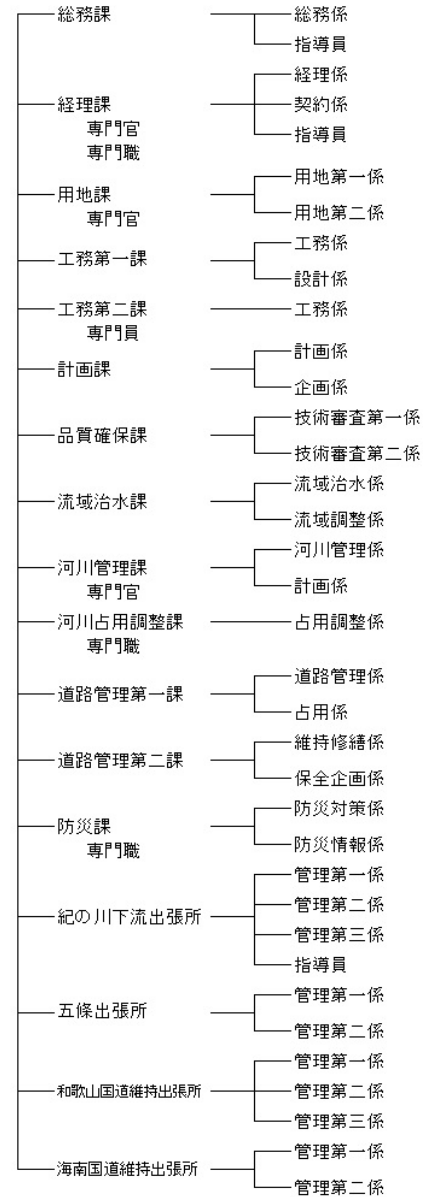 総務課
総務係
指導員
経理課
専門官
専門職
経理係
契約係
指導員
用地課
専門官
用地第一係
用地第二係
工務第一課
工務係
設計係
工務第二課
専門員
工務係
計画課
計画係
企画係
品質確保課
技術審査第一係
技術審査第二係
流域治水課
流域治水係
流域調整係
河川管理課
専門官
河川管理係
計画係
河川占用調整課
専門職
占用調整係
道路管理第一課
道路管理係
占用係
道路管理第二課
維持修繕係
保全企画係
防災課
専門職
防災対策係
防災情報係
紀の川下流出張所
管理第一係
管理第二係
管理第三係
指導員
五條出張所
管理第一係
管理第二係
和歌山国道維持出張所
管理第一係
管理第二係
管理第三係
海南国道維持出張所
管理第一係
管理第二係